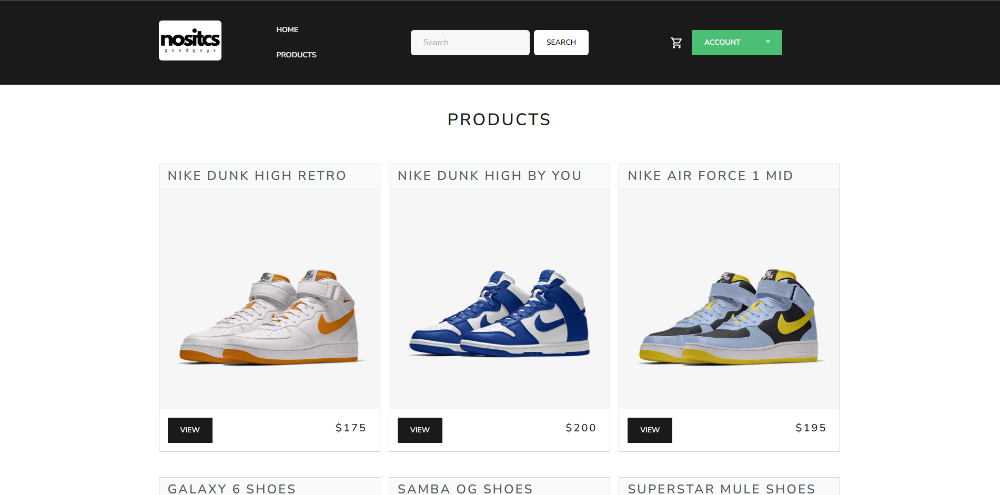 nositcs
goodguys
HOME
PRODUCTS
Search
SEARCH
ACCOUNT
PRODUCTS
NIKE DUNK HIGH RETRO
NIKE DUNK HIGH BY YOU
NIKE AIR FORCE 1 MID
VIEW
$175
VIEW
$200
VIEW
$195
GALAXY 6 SHOES
SAMBA OG SHOES
SUPERSTAR MULE SHOES